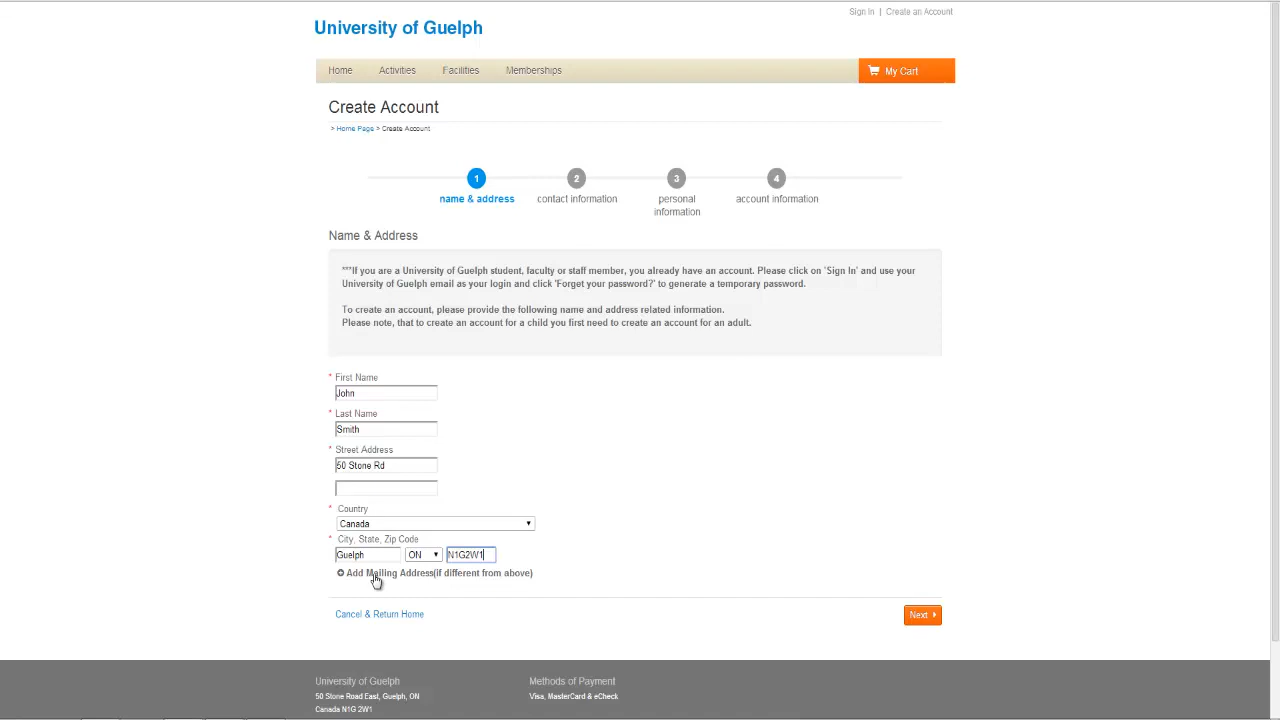 Sign In | Create an Account
University of Guelph
Home Activities Facilities Memberships My Cart
Create Account
> Home Page > Create Account
1 2 3 4
name & address contact information personal information account information
Name & Address
***If you are a University of Guelph student, faculty or staff member, you already have an account. Please click on 'Sign In' and use your
University of Guelph email as your login and click 'Forget your password?' to generate a temporary password.
To create an account, please provide the following name and address related information.
Please note, that to create an account for a child you first need to create an account for an adult.
* First Name
John
* Last Name
Smith
* Street Address
50 Stone Rd
* Country
Canada
* City, State, Zip Code
Guelph ON N1G2W1
Add Mailing Address(if different from above)
Cancel & Return Home Next
University of Guelph Methods of Payment
50 Stone Road East, Guelph, ON Visa, MasterCard & eCheck
Canada N1G 2W1